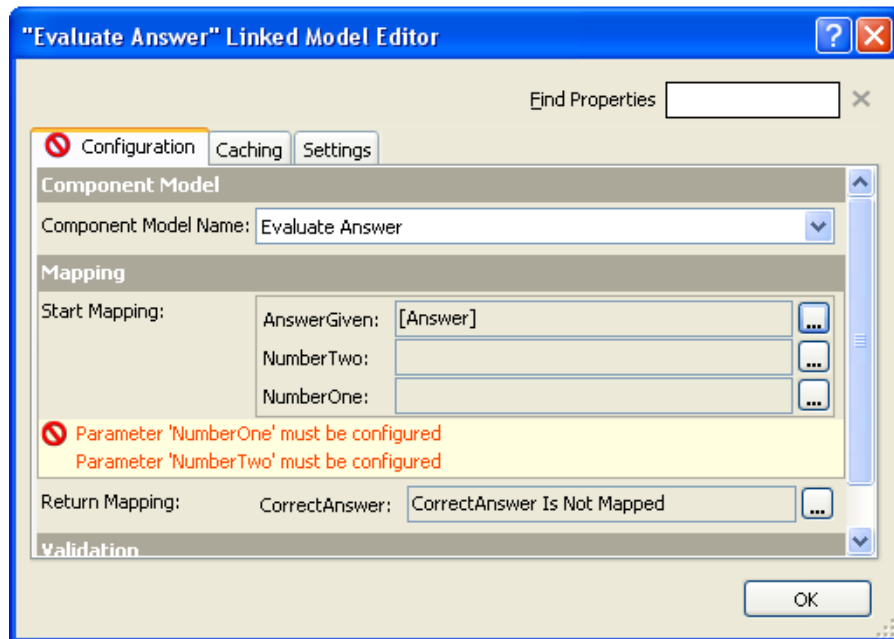 "Evaluate Answer" Linked Model Editor
Find Properties
Configuration Caching Settings
Component Model
Component Model Name: Evaluate Answer
Mapping
Start Mapping: AnswerGiven: [Answer] ...
NumberTwo: ...
NumberOne: ...
Parameter 'NumberOne' must be configured
Parameter 'NumberTwo' must be configured
Return Mapping: CorrectAnswer: CorrectAnswer Is Not Mapped ...
Validation
OK